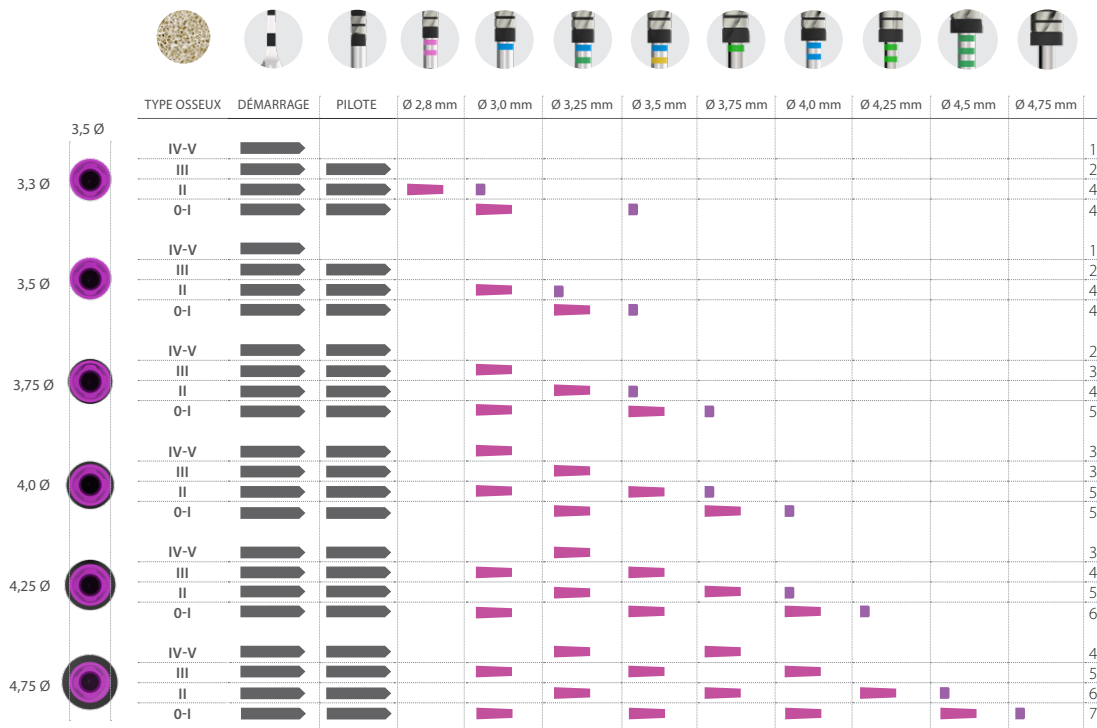 TYPE OSSEUX DÉMARRAGE PILOTE Ø 2,8 mm Ø 3,0 mm Ø 3,25 mm Ø 3,5 mm Ø 3,75 mm Ø 4,0 mm Ø 4,25 mm Ø 4,5 mm Ø 4,75 mm
3,5 Ø
IV-V 1
III 2
3,3 Ø
II 4
0-I 4
IV-V 1
III 2
3,5 Ø
II 4
0-I 4
IV-V 2
III 3
3,75 Ø
II 4
0-I 5
IV-V 3
III 3
4,0 Ø
II 5
0-I 5
IV-V 3
III 4
4,25 Ø
II 5
0-I 6
IV-V 4
III 5
4,75 Ø
II 6
0-I 7